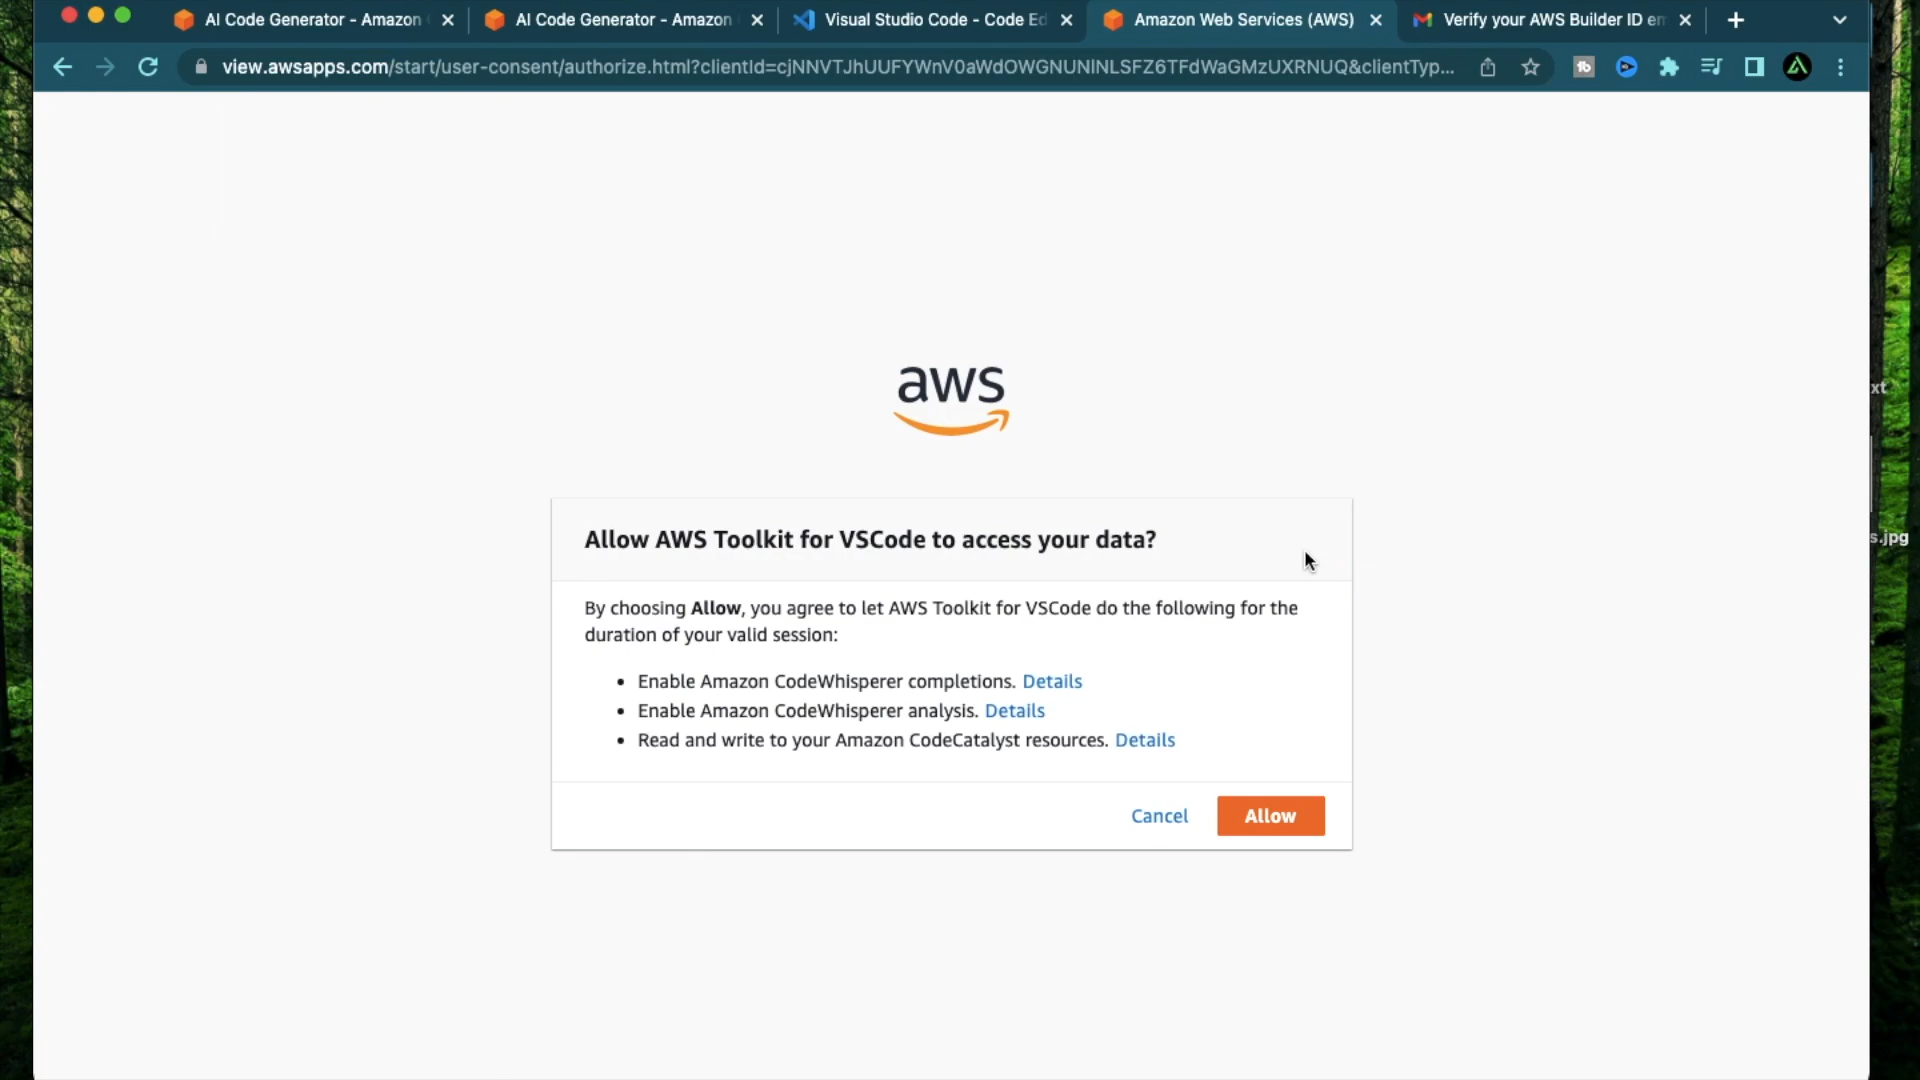 AI Code Generator - Amazon
AI Code Generator - Amazon
Visual Studio Code - Code Ed
Amazon Web Services (AWS)
Verify your AWS Builder ID em
view.awsapps.com/start/user-consent/authorize.html?clientId=cjNNVTJhUUFYWnV0aWdOWGNUNlNLSFZ6TFdWaGMzUXRNUQ&clientTyp...
aws
xt
s.jpg
Allow AWS Toolkit for VSCode to access your data?
By choosing Allow, you agree to let AWS Toolkit for VSCode do the following for the
duration of your valid session:
• Enable Amazon CodeWhisperer completions. Details
• Enable Amazon CodeWhisperer analysis. Details
• Read and write to your Amazon CodeCatalyst resources. Details
Cancel
Allow